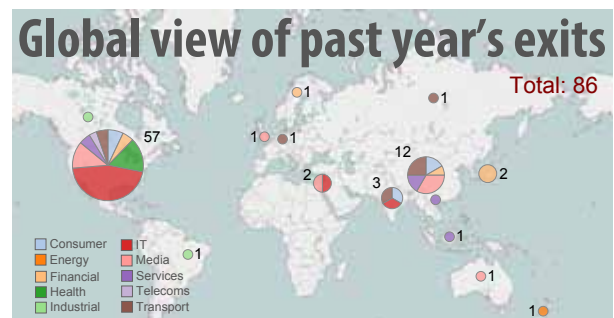 Global view of past year's exits
Total: 86
1
1
57
1
1
12
2
2
3
1
1
1
1
Consumer
Energy
Financial
Health
Industrial
IT
Media
Services
Telecoms
Transport